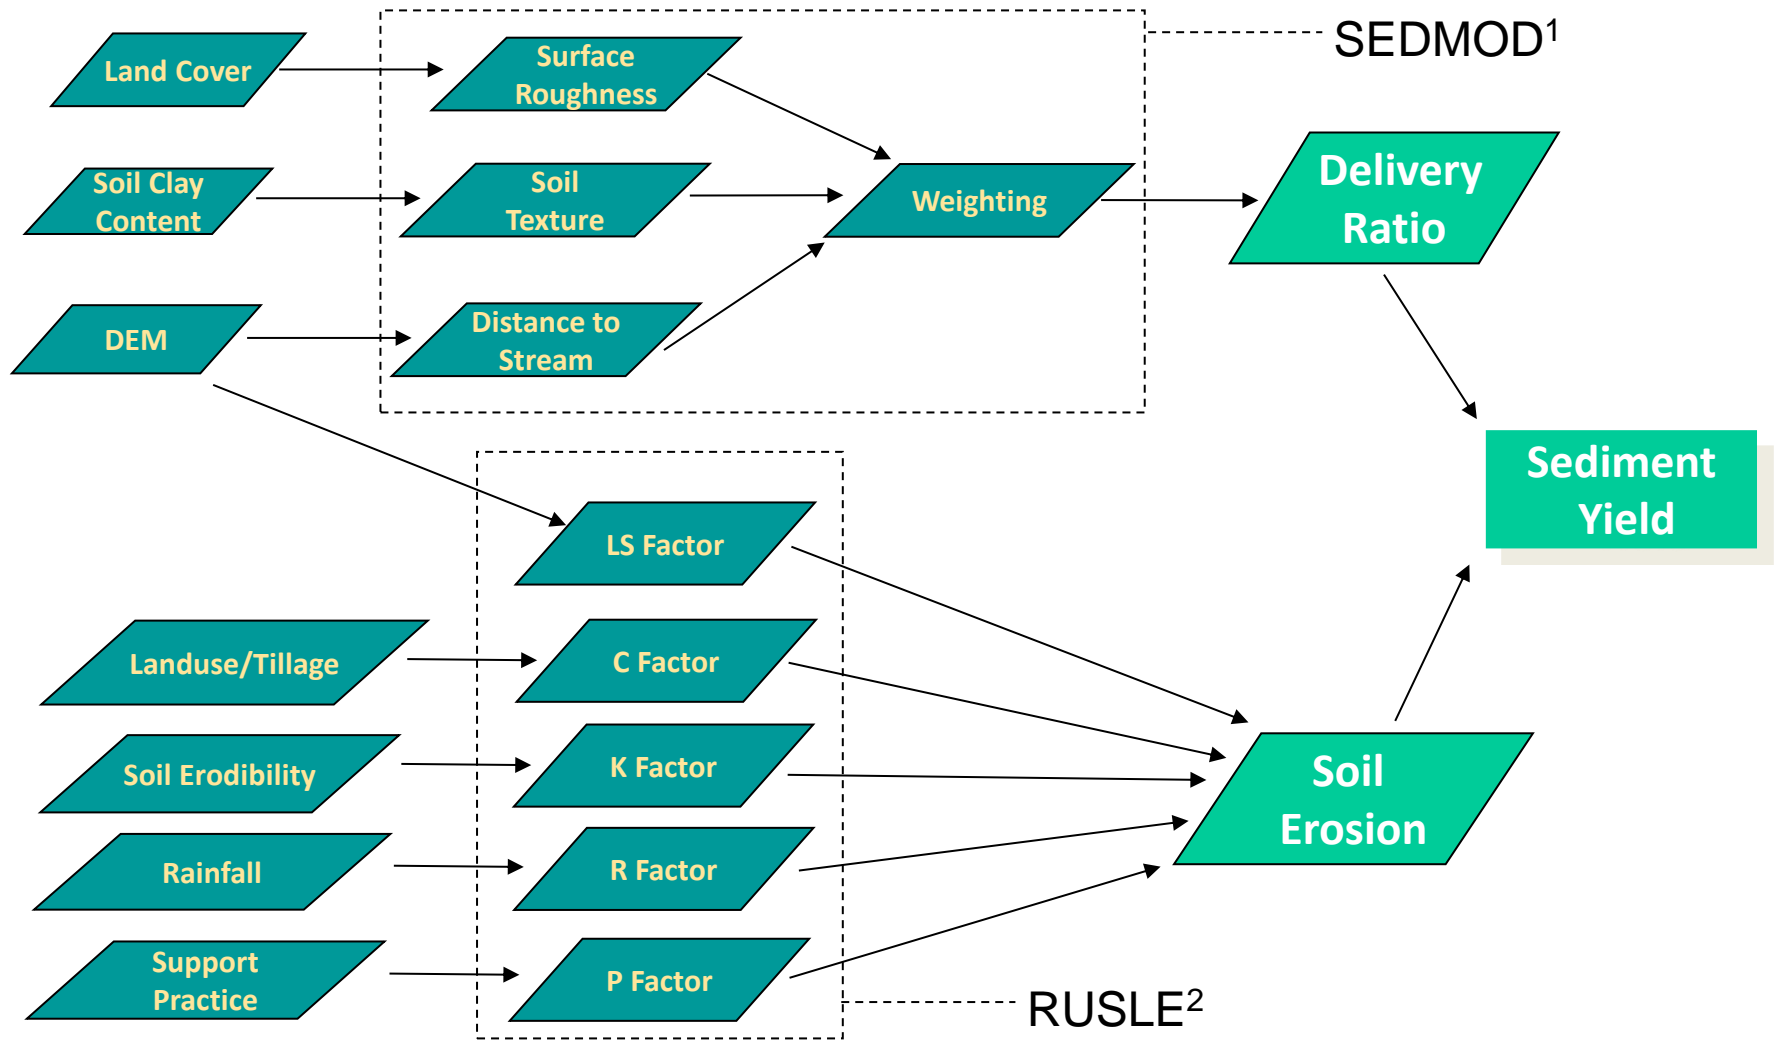 SEDMOD¹
Land Cover
Surface
Roughness
Soil Clay
Content
Soil
Texture
Weighting
Delivery
Ratio
DEM
Distance to
Stream
Sediment
Yield
LS Factor
Landuse/Tillage
C Factor
Soil Erodibility
K Factor
Soil
Erosion
Rainfall
R Factor
Support
Practice
P Factor
RUSLE²